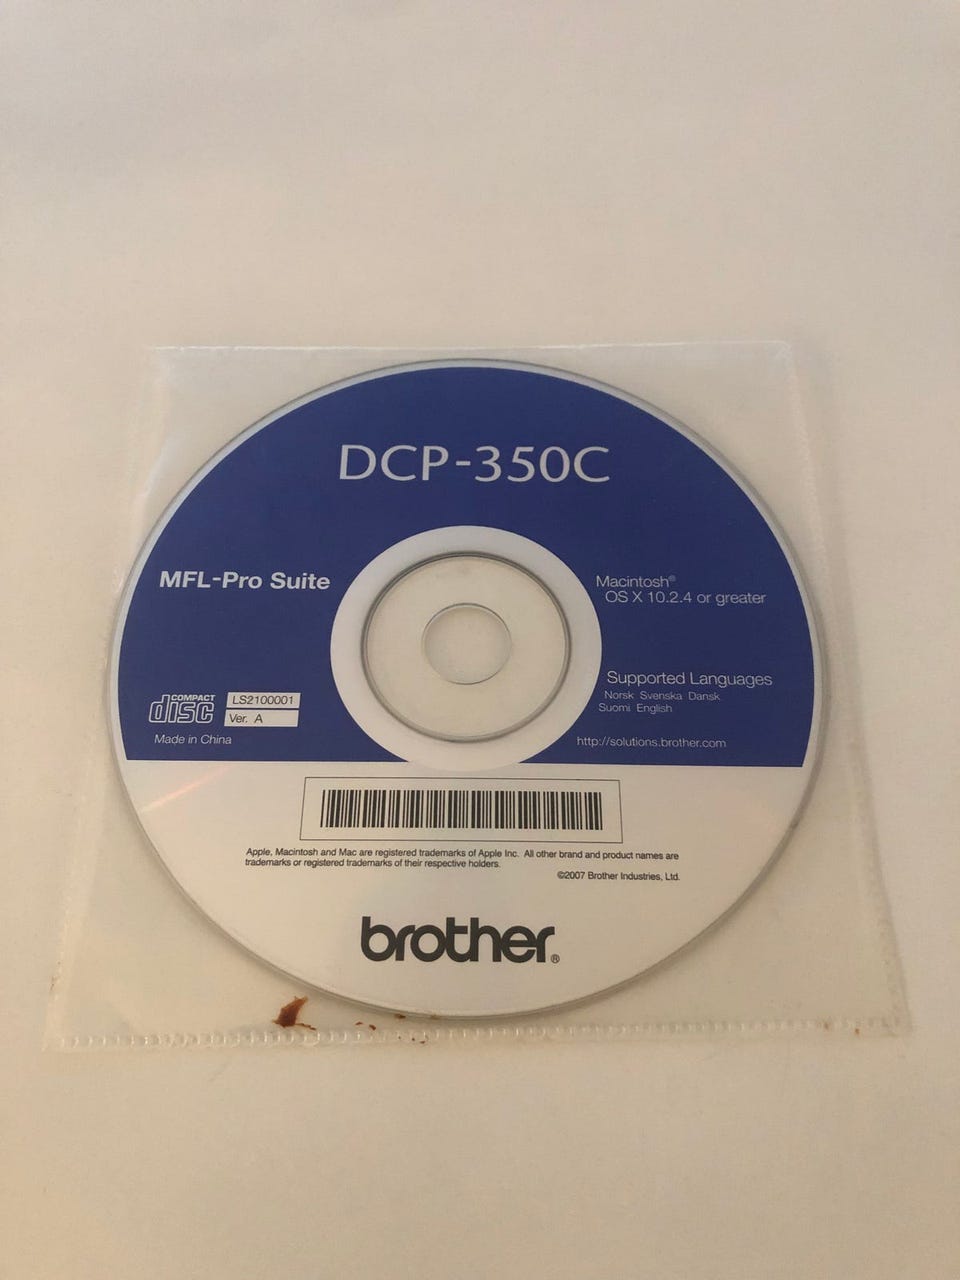 DCP-350C
MFL-Pro Suite
Macintosh®
OS X 10.2.4 or greater
Supported Languages
Norsk Svenska Dansk
Suomi English
COMPACT
disc
LS2100001
Ver. A
Made in China
http://solutions.brother.com
Apple, Macintosh and Mac are registered trademarks of Apple Inc. All other brand and product names are
trademarks or registered trademarks of their respective holders.
©2007 Brother Industries, Ltd.
brother®